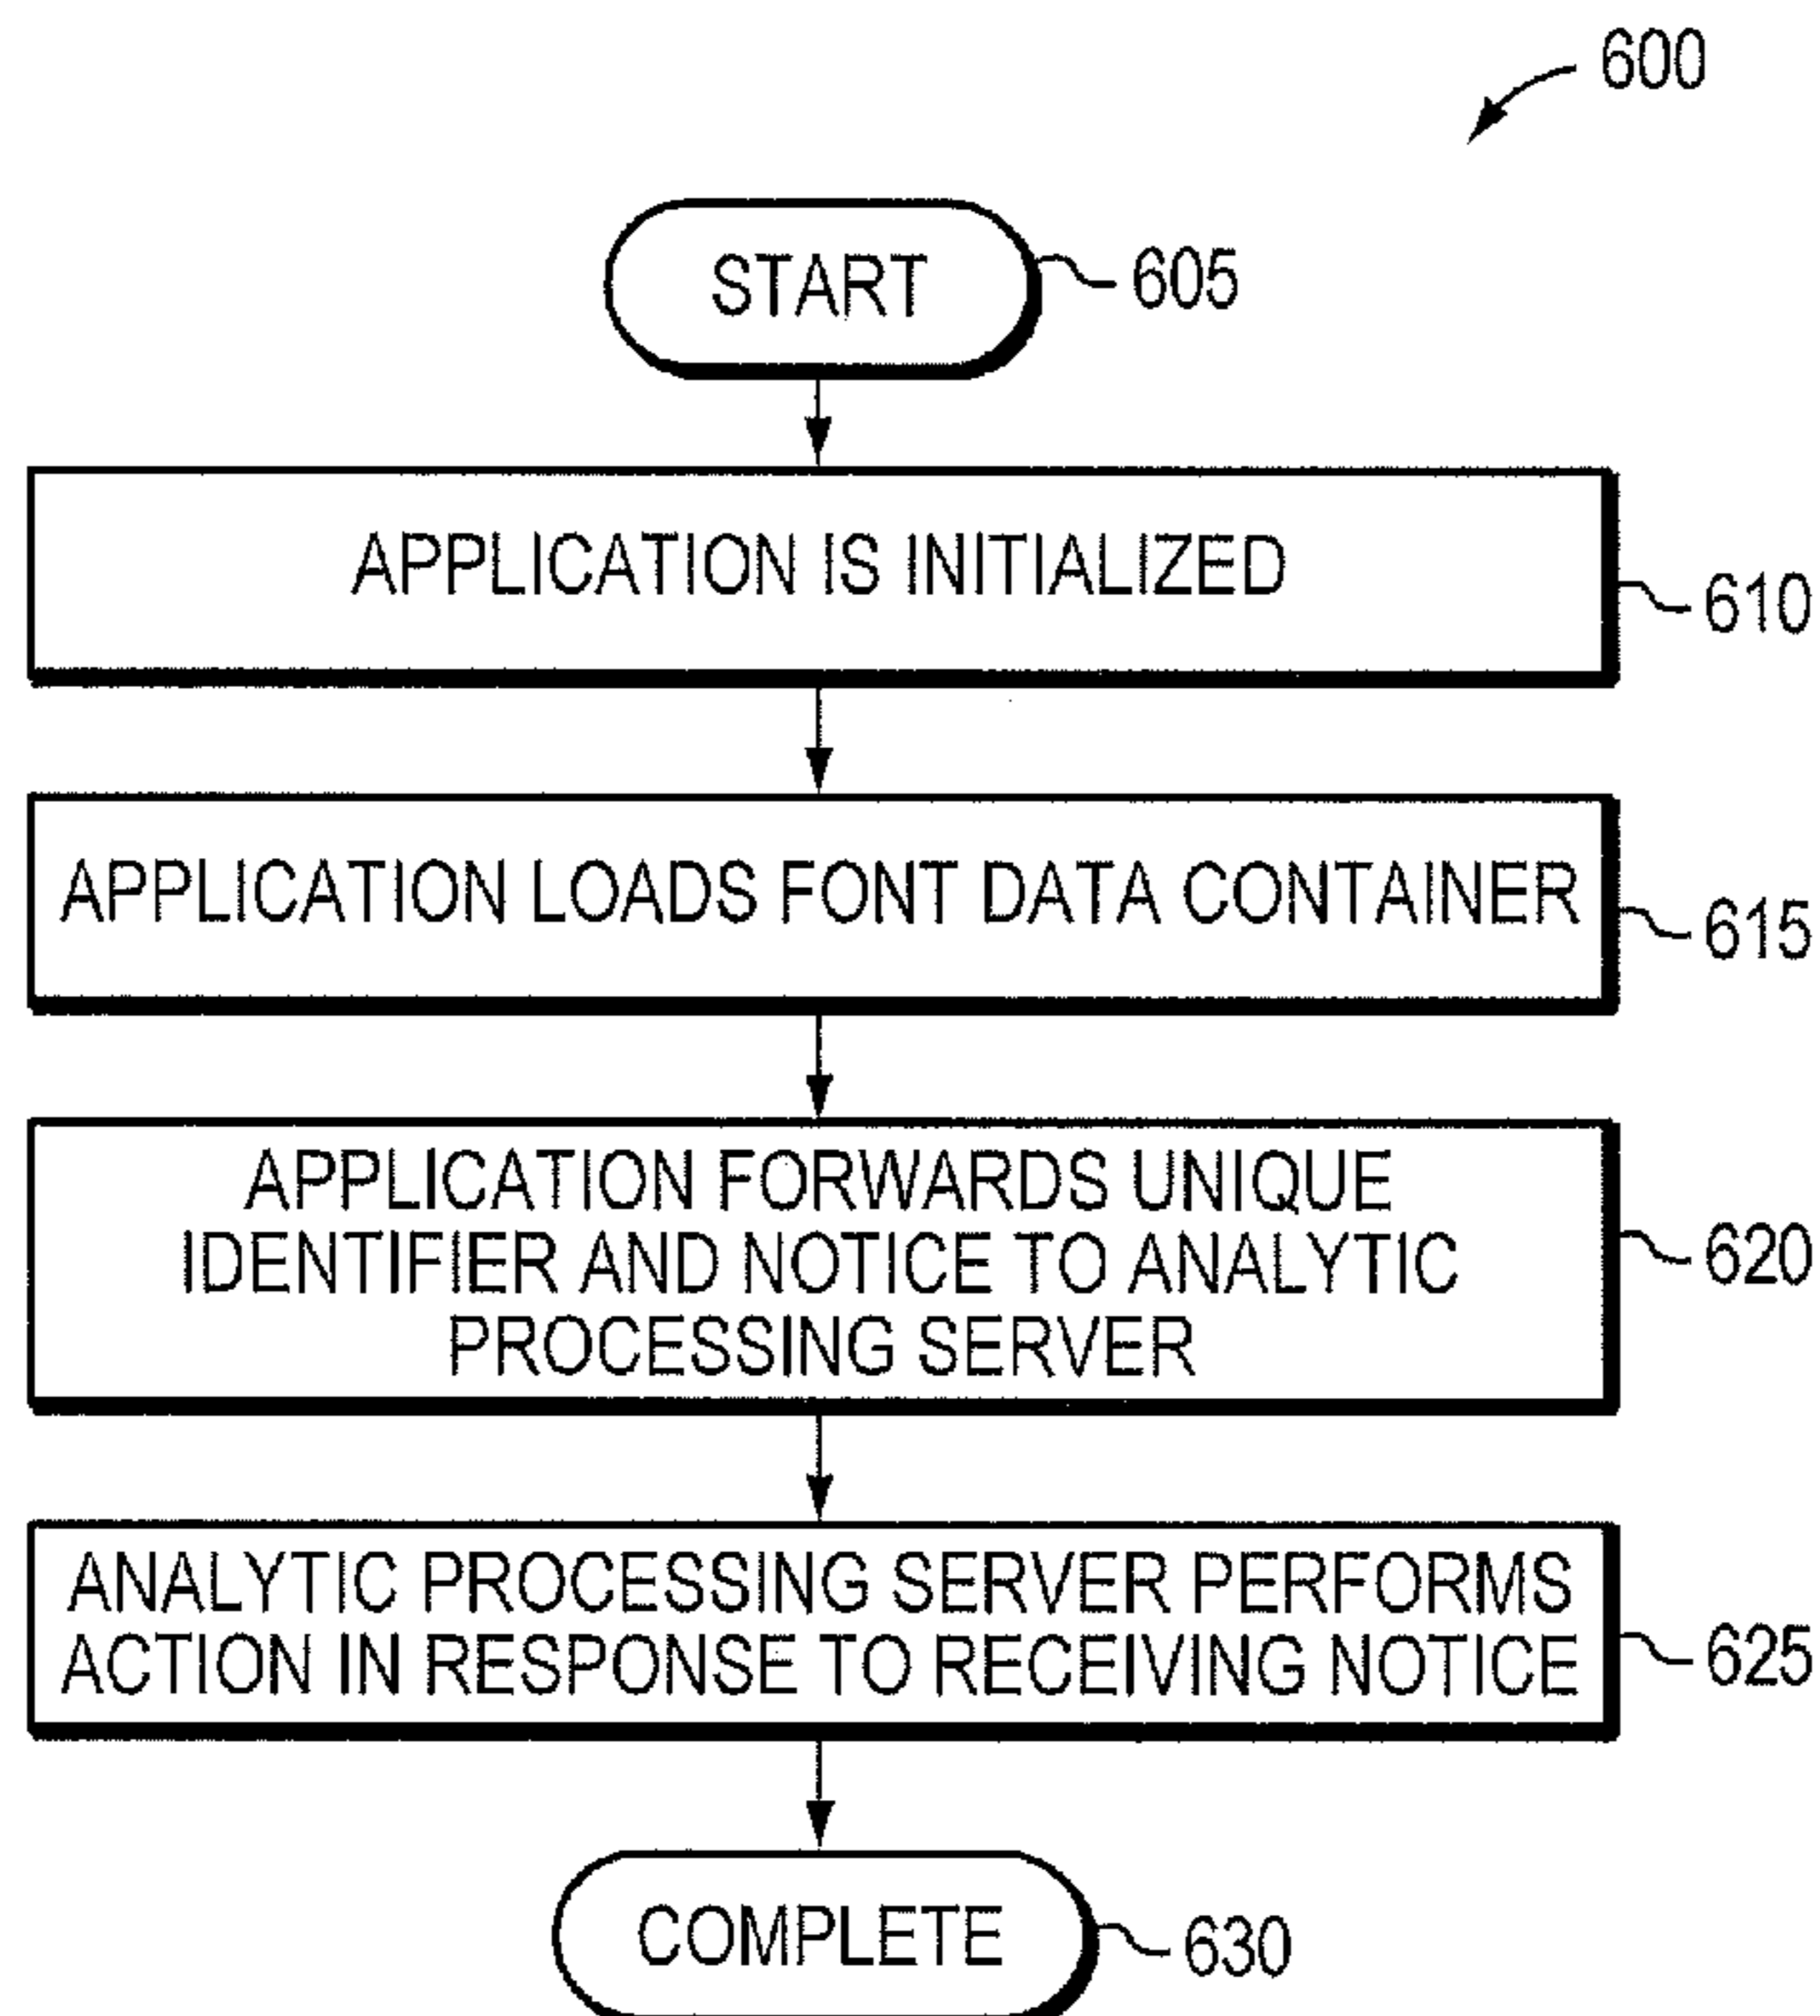 600
START
605
APPLICATION IS INITIALIZED
610
APPLICATION LOADS FONT DATA CONTAINER
615
APPLICATION FORWARDS UNIQUE
IDENTIFIER AND NOTICE TO ANALYTIC
PROCESSING SERVER
620
ANALYTIC PROCESSING SERVER PERFORMS
ACTION IN RESPONSE TO RECEIVING NOTICE
625
COMPLETE
630